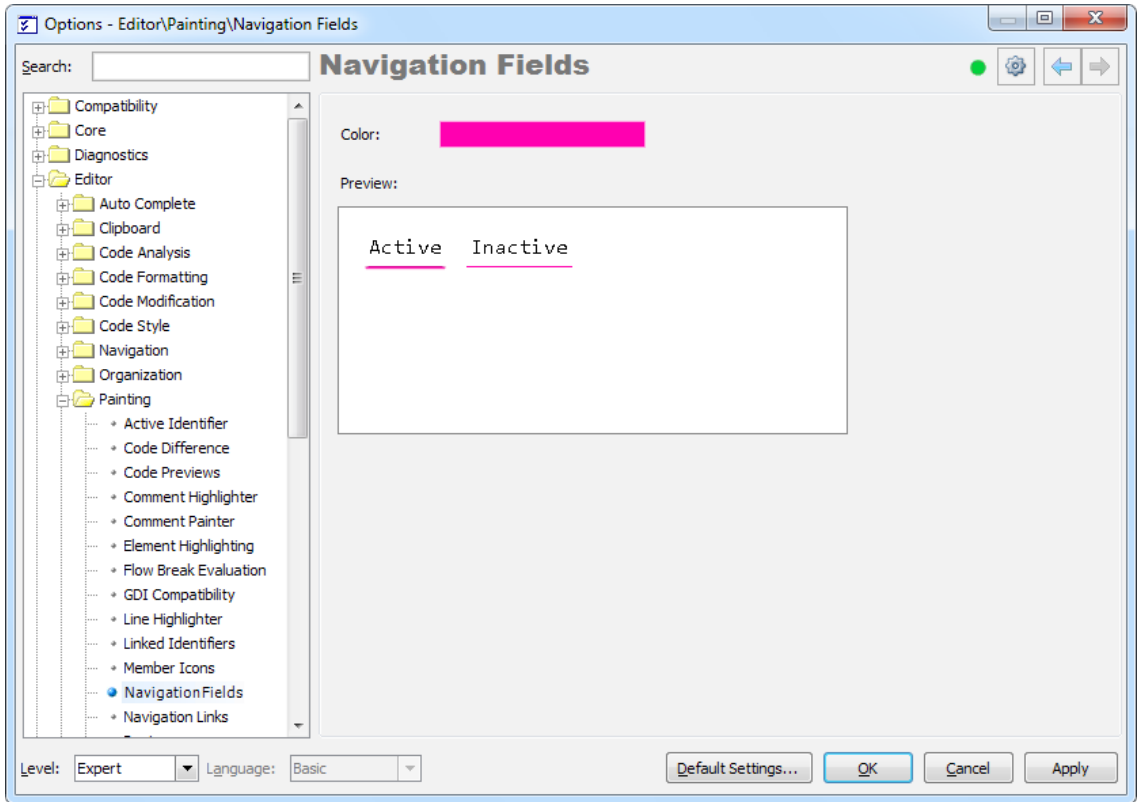 Options - Editor\Painting\Navigation Fields
Search:
Navigation Fields
Compatibility
Core
Diagnostics
Editor
Auto Complete
Clipboard
Code Analysis
Code Formatting
Code Modification
Code Style
Navigation
Organization
Painting
Active Identifier
Code Difference
Code Previews
Comment Highlighter
Comment Painter
Element Highlighting
Flow Break Evaluation
GDI Compatibility
Line Highlighter
Linked Identifiers
Member Icons
Navigation Fields
Navigation Links
Color:
Preview:
Active Inactive
Level: Expert Language: Basic Default Settings... OK Cancel Apply